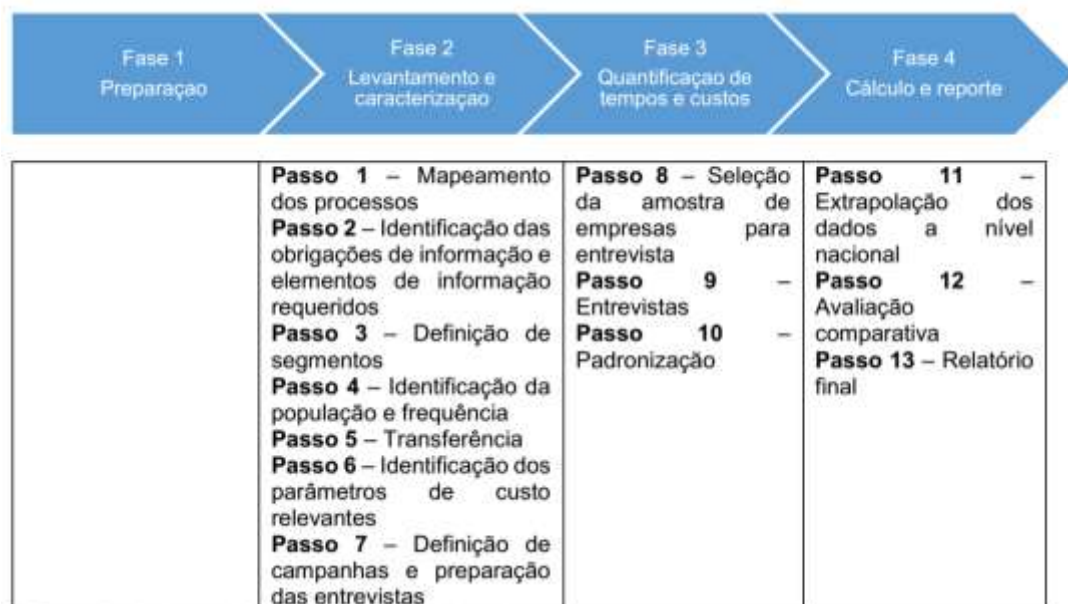 Fase 1
Preparaçao
Fase 2
Levantamento e
caracterizaçao
Fase 3
Quantificaçao de
tempos e custos
Fase 4
Cálculo e reporte
Passo 1 – Mapeamento
dos processos
Passo 2 – Identificação das
obrigações de informação e
elementos de informação
requeridos
Passo 3 – Definição de
segmentos
Passo 4 – Identificação da
população e frequência
Passo 5 – Transferência
Passo 6 – Identificação dos
parâmetros de custo
relevantes
Passo 7 – Definição de
campanhas e preparação
das entrevistas
Passo 8 – Seleção
da amostra de
empresas para
entrevista
Passo 9 –
Entrevistas
Passo 10 –
Padronização
Passo 11 –
Extrapolação dos
dados a nível
nacional
Passo 12 –
Avaliação
comparativa
Passo 13 – Relatório
final